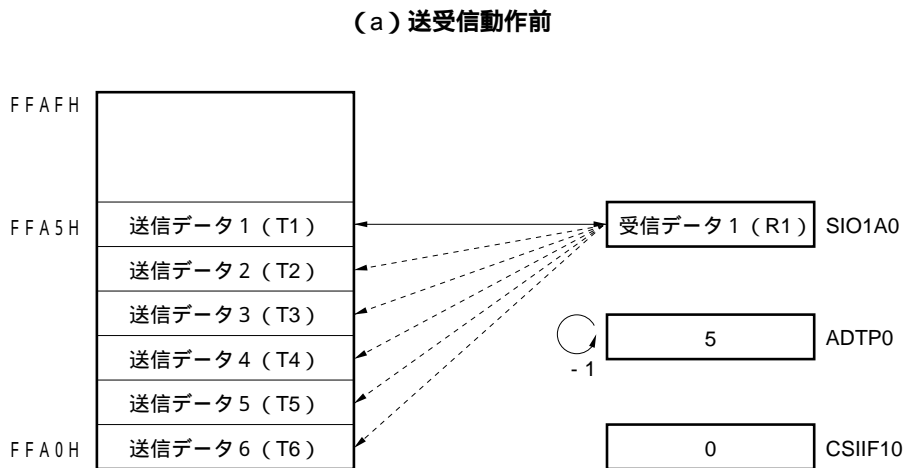 （a）送受信動作前
FFAFH
FFA5H 送信データ１（T1） 受信データ１（R1） SIO1A0
送信データ２（T2）
送信データ３（T3）
5 ADTP0
- 1
送信データ４（T4）
送信データ５（T5）
FFA0H 送信データ６（T6） 0 CSIIF10